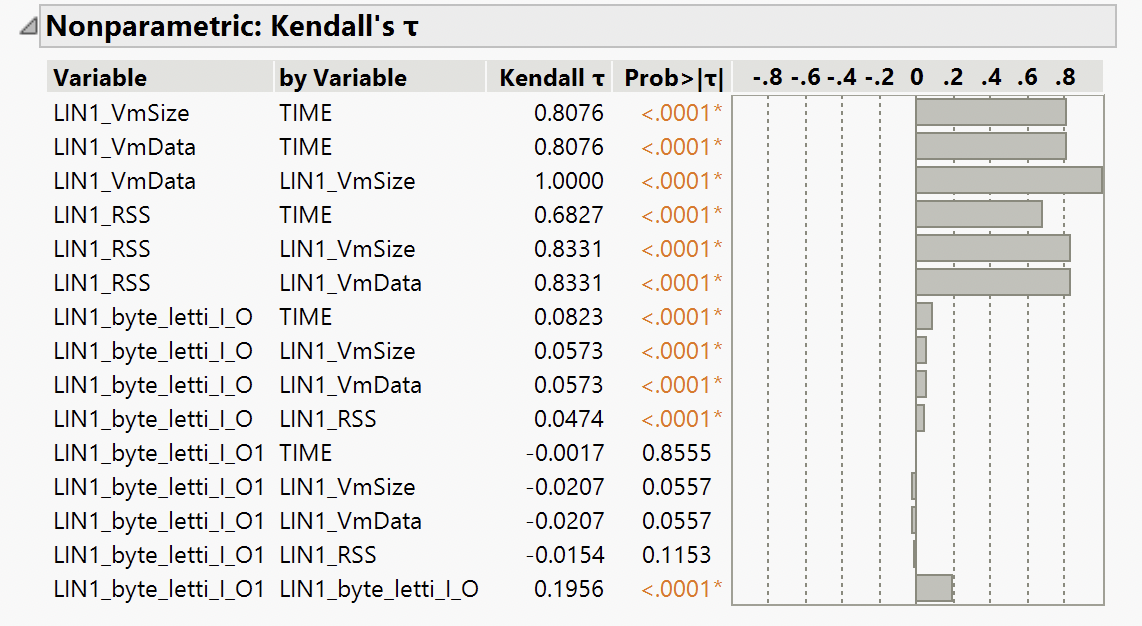 Nonparametric: Kendall's τ
Variable by Variable Kendall τ Prob>|τ| -.8 -.6 -.4 -.2 0 .2 .4 .6 .8
LIN1_VmSize TIME 0.8076 <.0001*
LIN1_VmData TIME 0.8076 <.0001*
LIN1_VmData LIN1_VmSize 1.0000 <.0001*
LIN1_RSS TIME 0.6827 <.0001*
LIN1_RSS LIN1_VmSize 0.8331 <.0001*
LIN1_RSS LIN1_VmData 0.8331 <.0001*
LIN1_byte_letti_I_O TIME 0.0823 <.0001*
LIN1_byte_letti_I_O LIN1_VmSize 0.0573 <.0001*
LIN1_byte_letti_I_O LIN1_VmData 0.0573 <.0001*
LIN1_byte_letti_I_O LIN1_RSS 0.0474 <.0001*
LIN1_byte_letti_I_O1 TIME -0.0017 0.8555
LIN1_byte_letti_I_O1 LIN1_VmSize -0.0207 0.0557
LIN1_byte_letti_I_O1 LIN1_VmData -0.0207 0.0557
LIN1_byte_letti_I_O1 LIN1_RSS -0.0154 0.1153
LIN1_byte_letti_I_O1 LIN1_byte_letti_I_O 0.1956 <.0001*